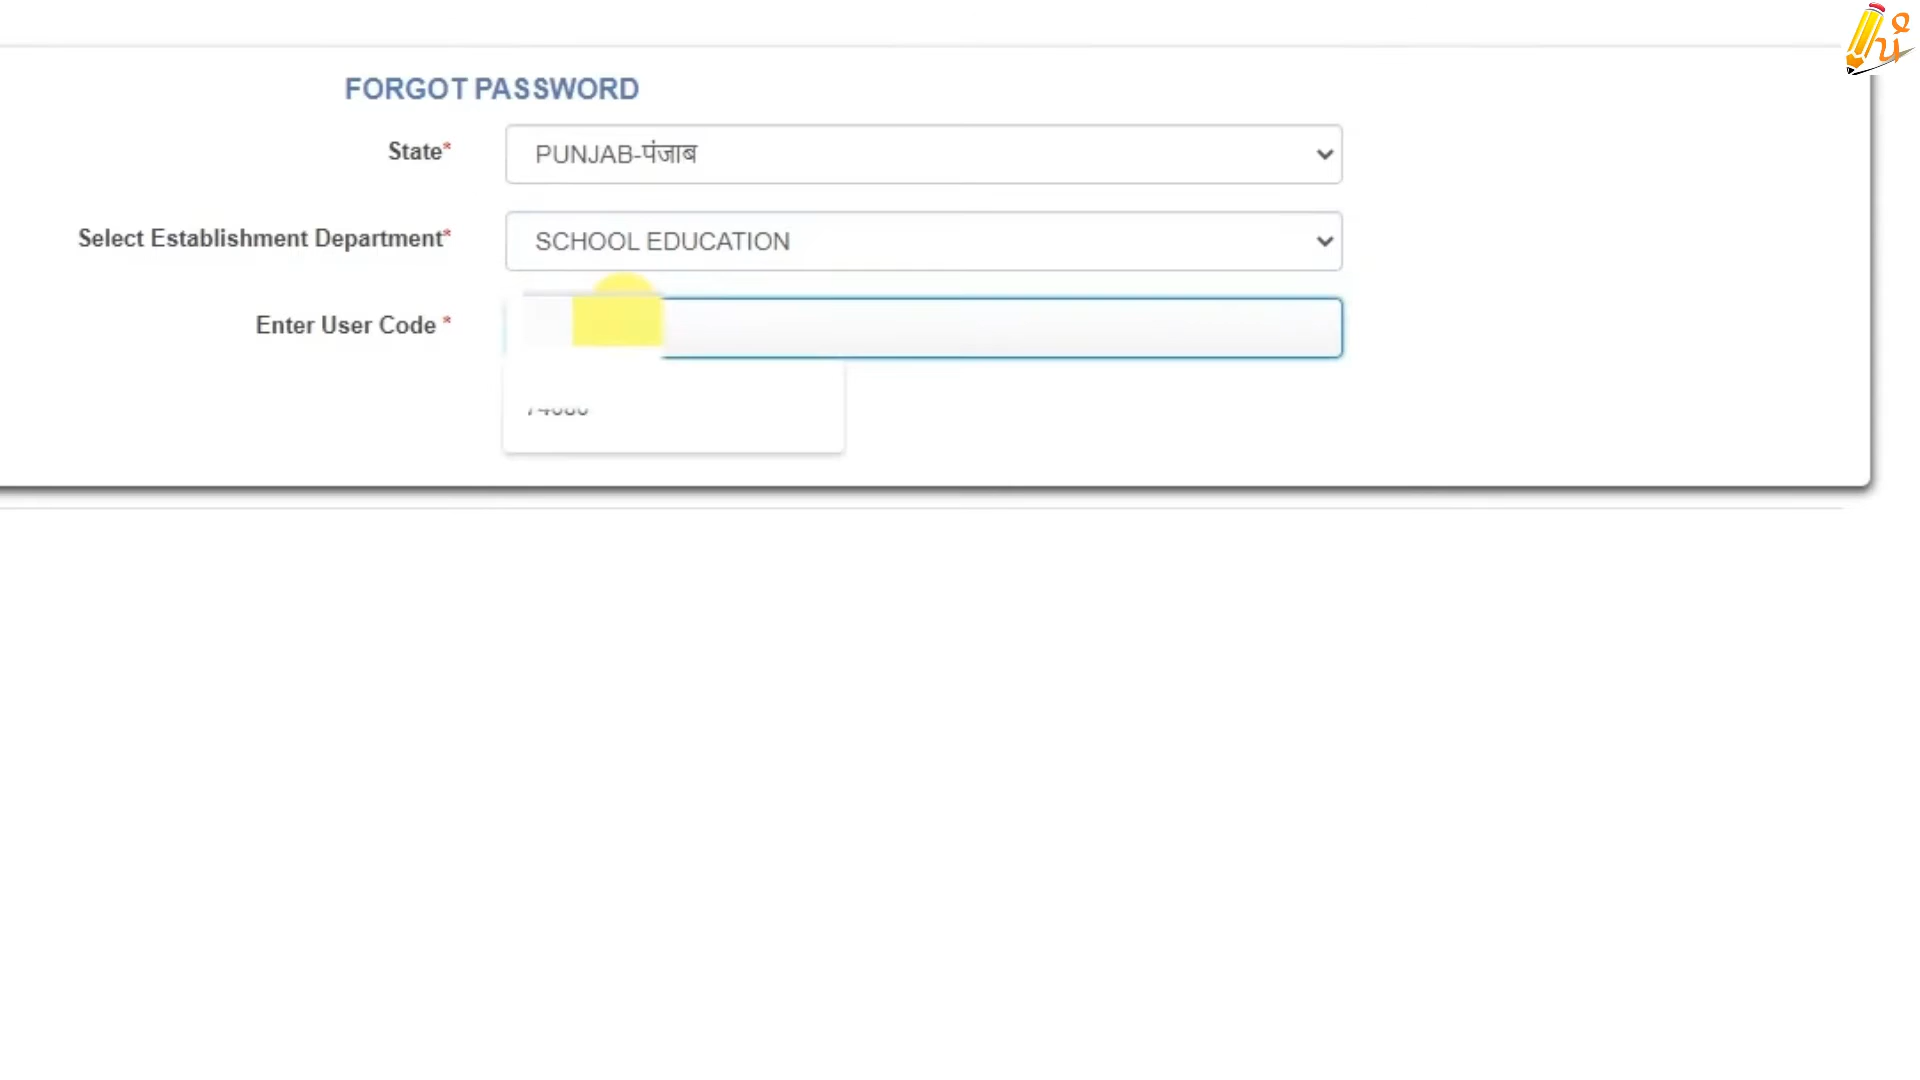 FORGOT PASSWORD
State*
PUNJAB-पंजाब
Select Establishment Department*
SCHOOL EDUCATION
Enter User Code *